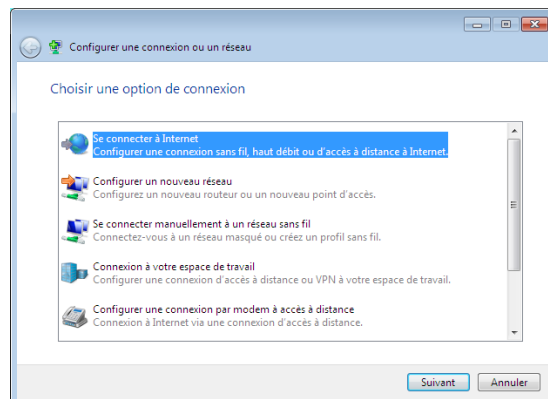 Configurer une connexion ou un réseau
Choisir une option de connexion
Se connecter à Internet
Configurer une connexion sans fil, haut débit ou d'accès à distance à Internet.
Configurer un nouveau réseau
Configurez un nouveau routeur ou un nouveau point d'accès.
Se connecter manuellement à un réseau sans fil
Connectez-vous à un réseau masqué ou créez un profil sans fil.
Connexion à votre espace de travail
Configurer une connexion d'accès à distance ou VPN à votre espace de travail.
Configurer une connexion par modem à accès à distance
Connexion à Internet via une connexion d'accès à distance.
Suivant
Annuler